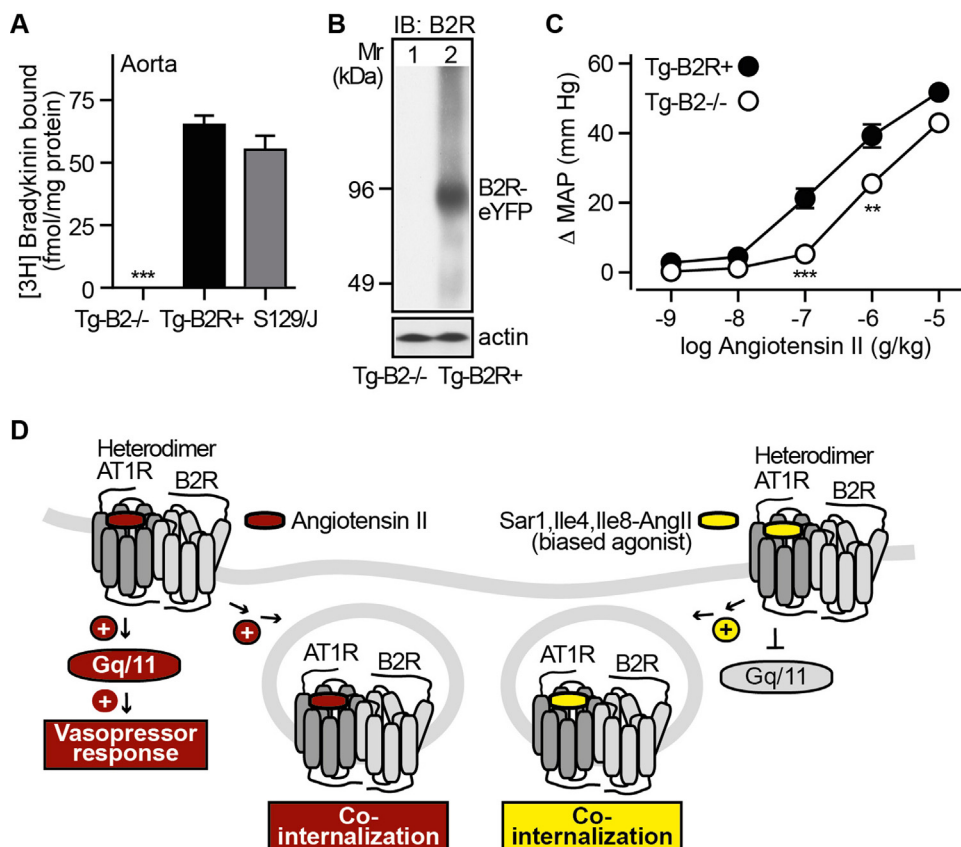 A
[3H] Bradykinin bound
(fmol/mg protein)
Aorta
75
50
25
0
***
Tg-B2-/- Tg-B2R+ S129/J
B
IB: B2R
Mr 1 2
(kDa)
96
49
B2R-
eYFP
actin
Tg-B2-/- Tg-B2R+
C
Δ MAP (mm Hg)
60
40
20
0
Tg-B2R+
Tg-B2-/-
***
**
-9 -8 -7 -6 -5
log Angiotensin II (g/kg)
D
Heterodimer
AT1R B2R
Angiotensin II
+
Gq/11
+
Vasopressor
response
+
AT1R B2R
Co-
internalization
Sar1,Ile4,Ile8-AngII
(biased agonist)
Heterodimer
AT1R B2R
+
Gq/11
AT1R B2R
Co-
internalization